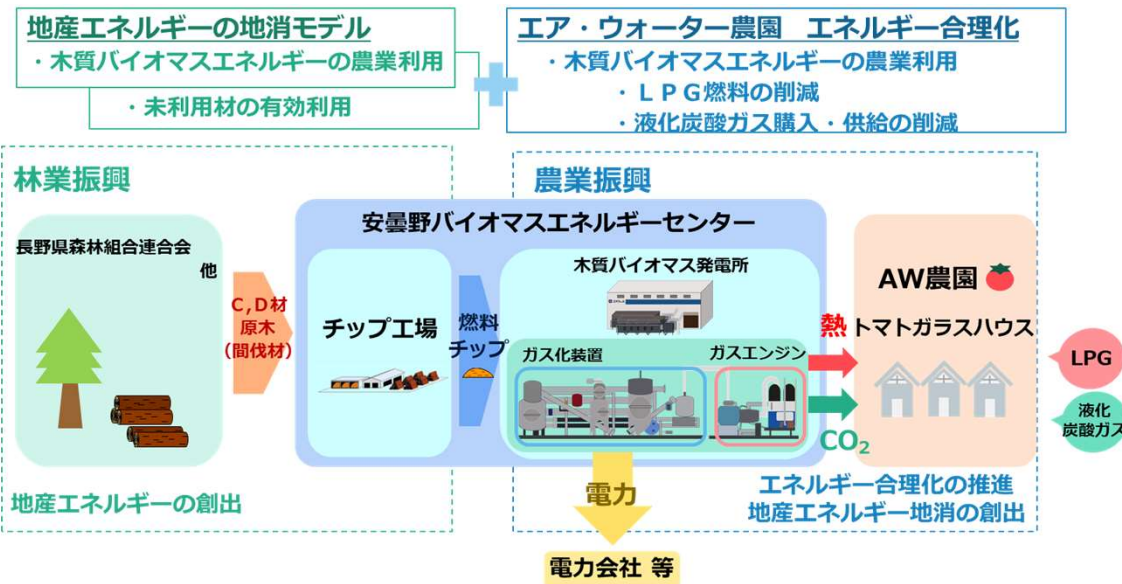 地産エネルギーの地消モデル
・木質バイオマスエネルギーの農業利用
・未利用材の有効利用
エア・ウォーター農園 エネルギー合理化
・木質バイオマスエネルギーの農業利用
・ＬＰＧ燃料の削減
・液化炭酸ガス購入・供給の削減
林業振興
長野県森林組合連合会
他
C,D材
原木
(間伐材)
地産エネルギーの創出
農業振興
安曇野バイオマスエネルギーセンター
チップ工場
燃料
チップ
木質バイオマス発電所
ガス化装置
ガスエンジン
熱
CO₂
電力
電力会社 等
AW農園
トマトガラスハウス
LPG
液化
炭酸ガス
エネルギー合理化の推進
地産エネルギー地消の創出